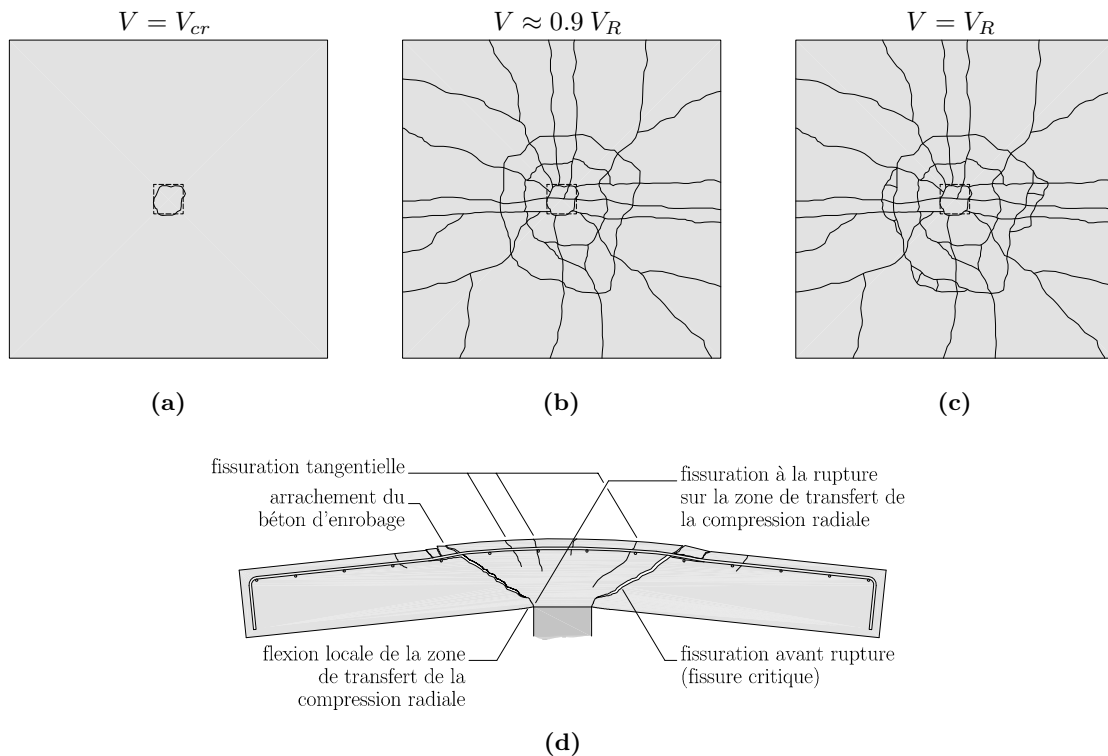 V = V_{cr}
V ≈ 0.9 V_R
V = V_R
(a)
(b)
(c)
fissuration tangentielle
arrachement du
béton d'enrobage
fissuration à la rupture
sur la zone de transfert de
la compression radiale
flexion locale de la zone
de transfert de la
compression radiale
fissuration avant rupture
(fissure critique)
(d)